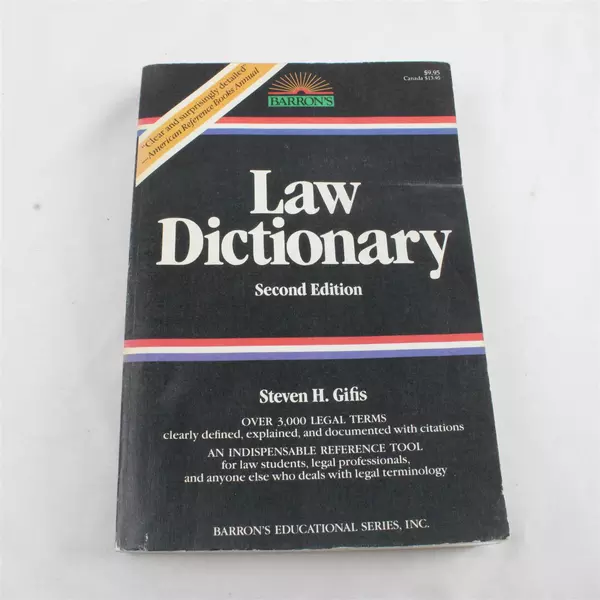 "Clear and surprisingly detailed"
—American Reference Books Annual
BARRON'S
$9.95
Canada $13.95
Law
Dictionary
Second Edition
Steven H. Gifis
OVER 3,000 LEGAL TERMS
clearly defined, explained, and documented with citations
AN INDISPENSABLE REFERENCE TOOL
for law students, legal professionals,
and anyone else who deals with legal terminology
BARRON'S EDUCATIONAL SERIES, INC.